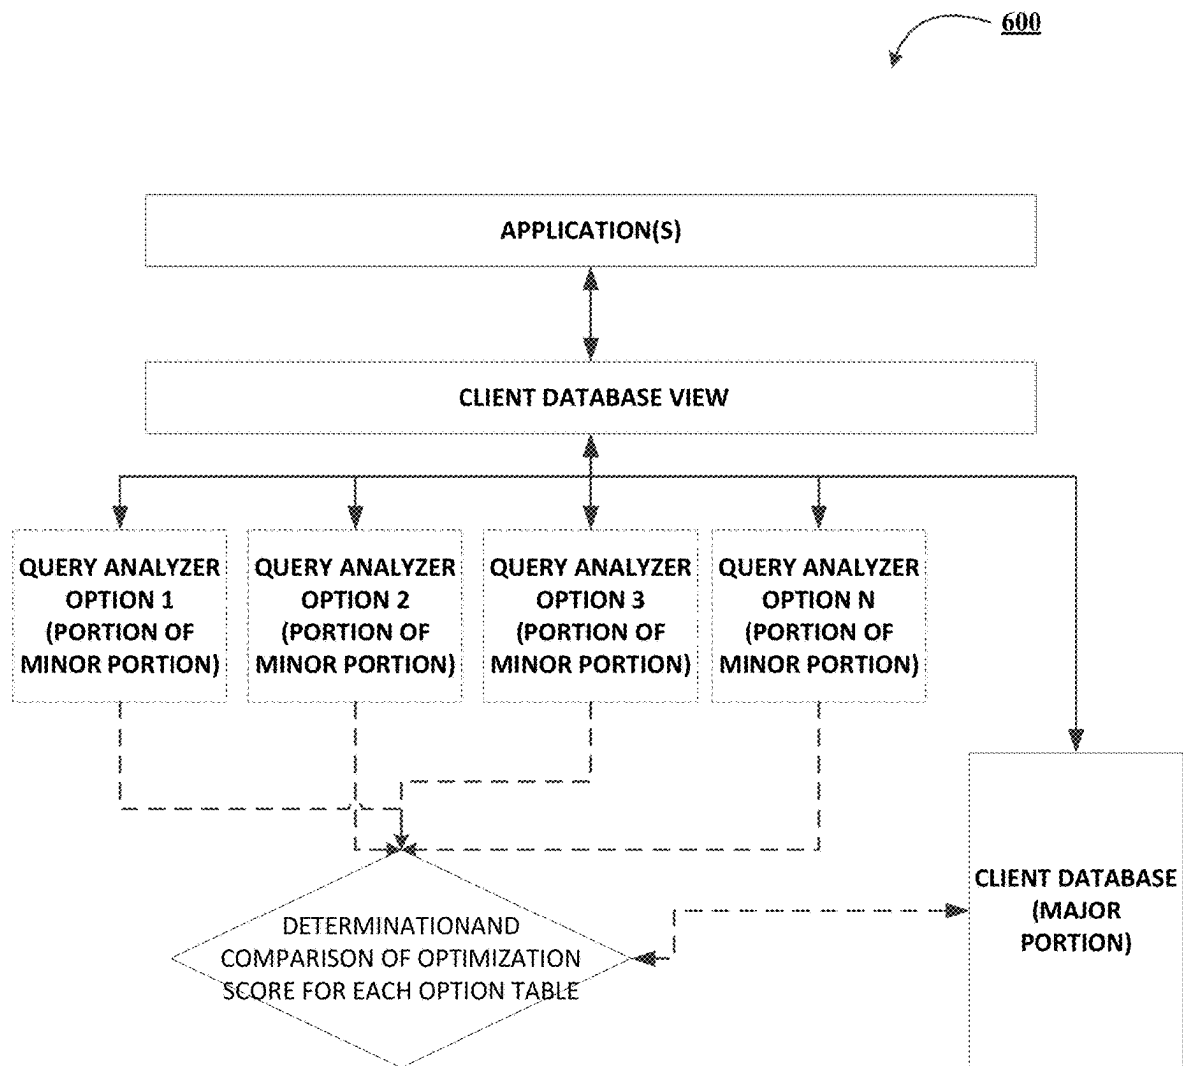 600
APPLICATION(S)
CLIENT DATABASE VIEW
QUERY ANALYZER
OPTION 1
(PORTION OF
MINOR PORTION)
QUERY ANALYZER
OPTION 2
(PORTION OF
MINOR PORTION)
QUERY ANALYZER
OPTION 3
(PORTION OF
MINOR PORTION)
QUERY ANALYZER
OPTION N
(PORTION OF
MINOR PORTION)
CLIENT DATABASE
(MAJOR
PORTION)
DETERMINATIONAND
COMPARISON OF OPTIMIZATION
SCORE FOR EACH OPTION TABLE